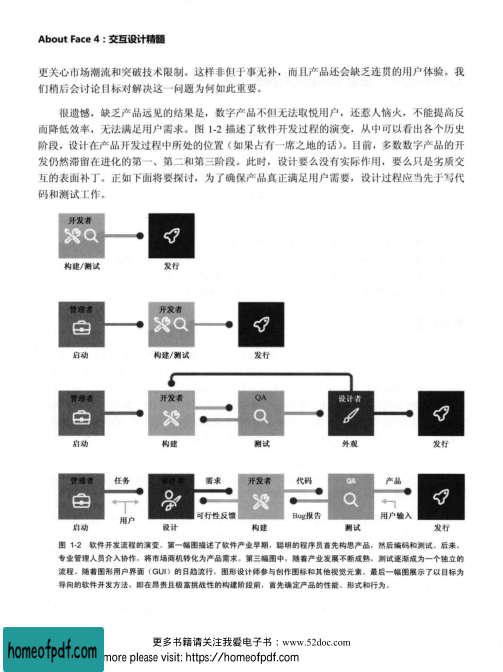 About Face 4：交互设计精髓
更关心市场潮流和突破技术限制。这样非但于事无补，而且产品还会缺乏连贯的用户体验。我
们稍后会讨论目标对解决这一问题为何如此重要。
很遗憾，缺乏产品远见的结果是，数字产品不但无法取悦用户，还惹人恼火，不能提高反
而降低效率，无法满足用户需求。图 1-2 描述了软件开发过程的演变，从中可以看出各个历史
阶段，设计在产品开发过程中所处的位置（如果占有一席之地的话）。目前，多数数字产品的开
发仍然滞留在进化的第一、第二和第三阶段。此时，设计要么没有实际作用，要么只是劣质交
互的表面补丁。正如下面将要探讨，为了确保产品真正满足用户需要，设计过程应当先于写代
码和测试工作。
开发者
构建/测试 发行
管理者 开发者
启动 构建/测试 发行
管理者 开发者 QA 设计者
启动 构建 测试 外观 发行
管理者 任务 设计者 需求 开发者 代码 QA 产品
用户 可行性反馈 Bug报告 用户输入
启动 设计 构建 测试 发行
图 1-2 软件开发流程的演变。第一幅图描述了软件产业早期，聪明的程序员首先构思产品，然后编码和测试。后来，
专业管理人员介入协作，将市场商机转化为产品需求。第三幅图中，随着产业发展不断成熟，测试逐渐成为一个独立的
流程。随着图形用户界面（GUI）的日趋流行，图形设计师参与创作图标和其他视觉元素。最后一幅图展示了以目标为
导向的软件开发方法，即在昂贵且极富挑战性的构建阶段前，首先确定产品的性能、形式和行为。
更多书籍请关注我爱电子书：www.52doc.com
homeofpdf.com
more please visit: https://homeofpdf.com